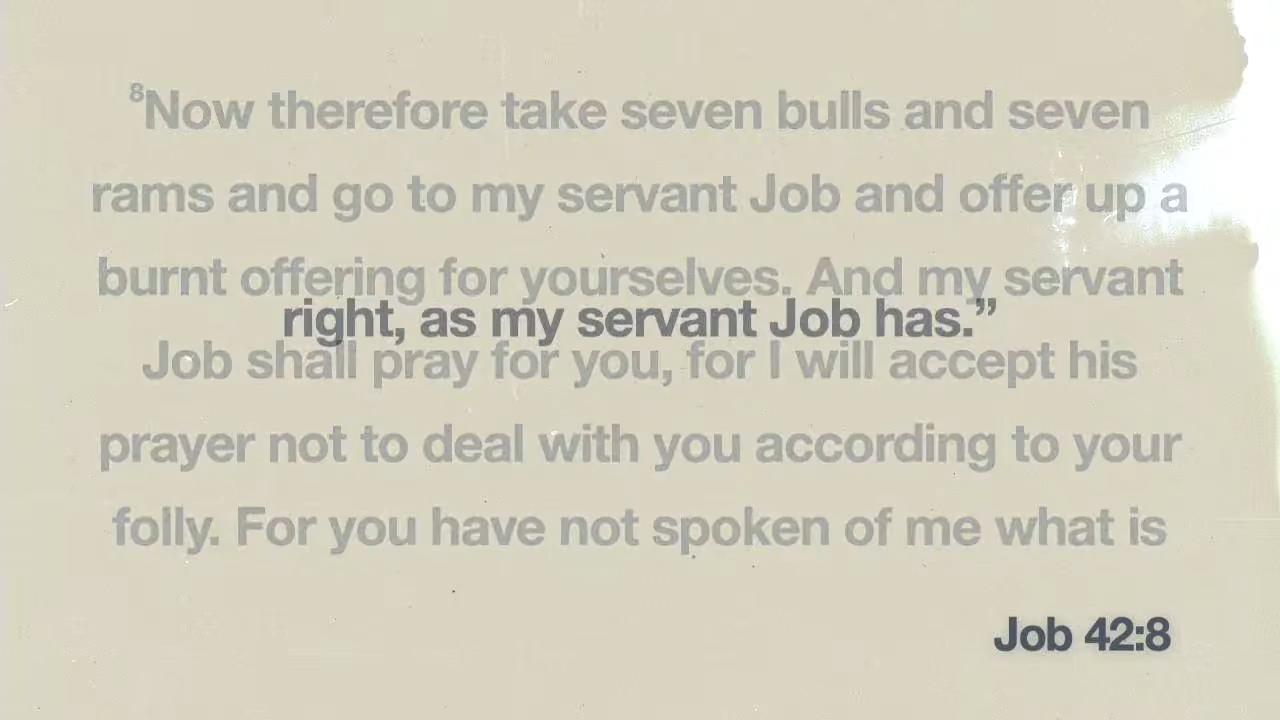 ⁸Now therefore take seven bulls and seven
rams and go to my servant Job and offer up a
burnt offering for yourselves. And my servant
right, as my servant Job has.”
Job shall pray for you, for I will accept his
prayer not to deal with you according to your
folly. For you have not spoken of me what is
Job 42:8